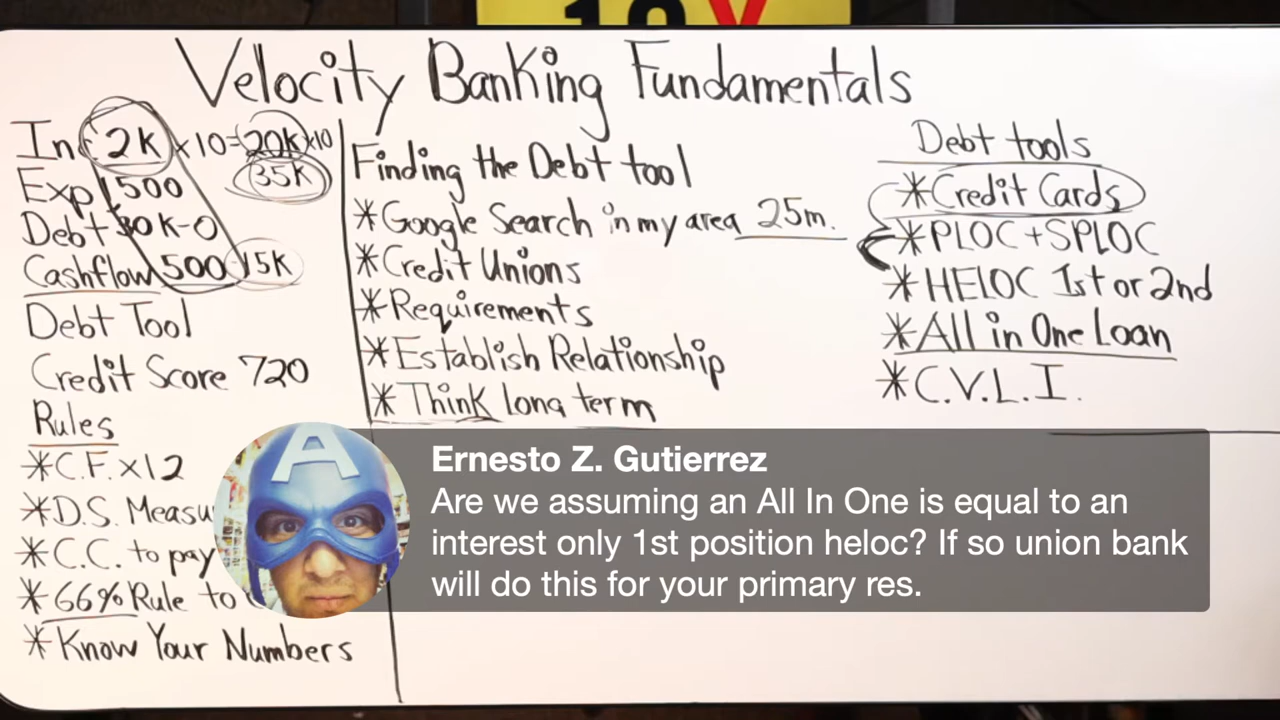 Velocity Banking Fundamentals
In 2K x10=20K x10
35K
Exp 1500
Debt 30K-0
Cashflow 500 15K
Debt Tool
Credit Score 720
Rules
*C.F. x12
*D.S. Measu
*C.C. to pay
*66% Rule to
*Know Your Numbers
Finding the Debt tool
*Google Search in my area 25m.
*Credit Unions
*Requirements
*Establish Relationship
*Think long term
Debt tools
*Credit Cards
*PLOC + SPLOC
*HELOC 1st or 2nd
*All in One Loan
*C.V.L.I.
A
Ernesto Z. Gutierrez
Are we assuming an All In One is equal to an
interest only 1st position heloc? If so union bank
will do this for your primary res.